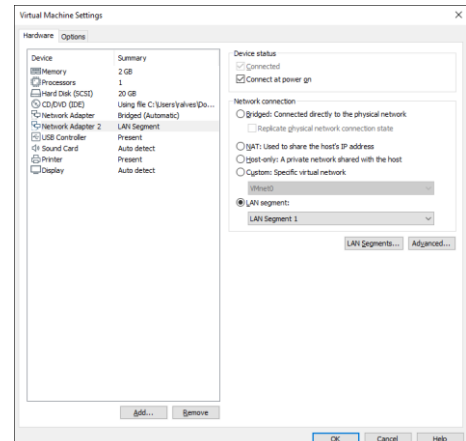 Virtual Machine Settings
Hardware Options
Device Summary
Memory 2 GB
Processors 1
Hard Disk (SCSI) 20 GB
CD/DVD (IDE) Using file C:\Users\ralves\Do...
Network Adapter Bridged (Automatic)
Network Adapter 2 LAN Segment
USB Controller Present
Sound Card Auto detect
Printer Present
Display Auto detect
Add... Remove
Device status
Connected
Connect at power on
Network connection
Bridged: Connected directly to the physical network
Replicate physical network connection state
NAT: Used to share the host's IP address
Host-only: A private network shared with the host
Custom: Specific virtual network
VMnet0
LAN segment:
LAN Segment 1
LAN Segments... Advanced...
OK Cancel Help